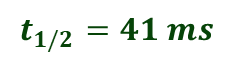 t₁/₂ = 41 ms